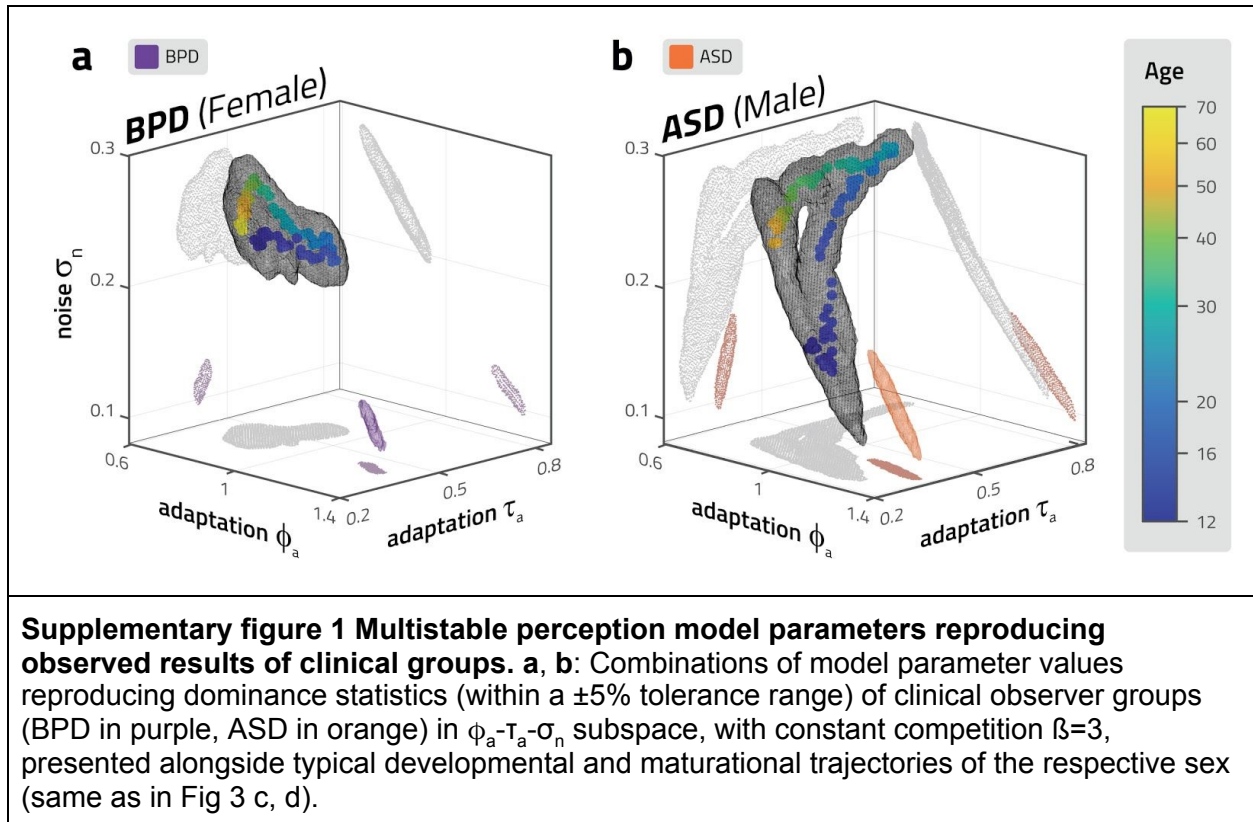 a
BPD
BPD (Female)
0.3
0.2
0.1
noise σn
0.6
1
1.4
adaptation ϕa
0.2
0.5
0.8
adaptation τa
b
ASD
ASD (Male)
0.3
0.2
0.1
0.6
1
1.4
adaptation ϕa
0.2
0.5
0.8
adaptation τa
Age
70
60
50
40
30
20
16
12
Supplementary figure 1 Multistable perception model parameters reproducing
observed results of clinical groups. a, b: Combinations of model parameter values
reproducing dominance statistics (within a ±5% tolerance range) of clinical observer groups
(BPD in purple, ASD in orange) in ϕa-τa-σn subspace, with constant competition ß=3,
presented alongside typical developmental and maturational trajectories of the respective sex
(same as in Fig 3 c, d).